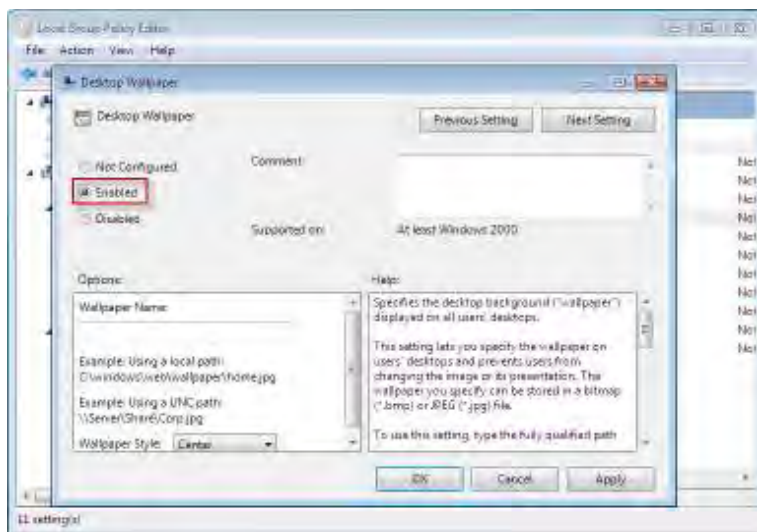 Local Group Policy Editor
File Action View Help
Desktop Wallpaper
Desktop Wallpaper
Previous Setting Next Setting
Not Configured
Comment:
Enabled
Disabled
Supported on:
At least Windows 2000
Options:
Help:
Wallpaper Name:
Example: Using a local path:
C:\windows\web\wallpaper\home.jpg
Example: Using a UNC path:
\\Server\Share\Corp.jpg
Wallpaper Style: Center
Specifies the desktop background ("wallpaper")
displayed on all users' desktops.
This setting lets you specify the wallpaper on
users' desktops and prevents users from
changing the image or its presentation. The
wallpaper you specify can be stored in a bitmap
(*.bmp) or JPEG (*.jpg) file.
To use this setting, type the fully qualified path
OK Cancel Apply
11 setting(s)